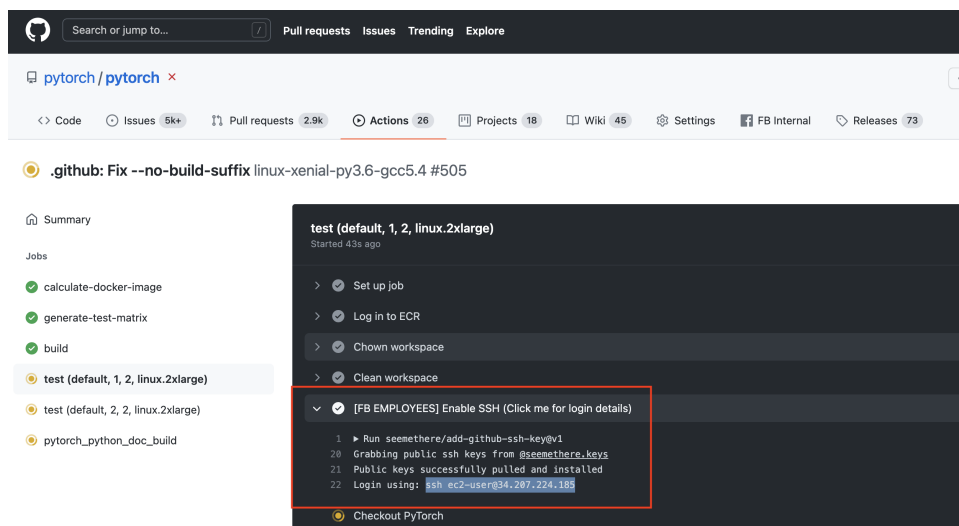 Search or jump to... /
Pull requests Issues Trending Explore
pytorch / pytorch ×
<> Code Issues 5k+ Pull requests 2.9k Actions 26 Projects 18 Wiki 45 Settings FB Internal Releases 73
.github: Fix --no-build-suffix linux-xenial-py3.6-gcc5.4 #505
Summary
Jobs
calculate-docker-image
generate-test-matrix
build
test (default, 1, 2, linux.2xlarge)
test (default, 2, 2, linux.2xlarge)
pytorch_python_doc_build
test (default, 1, 2, linux.2xlarge)
Started 43s ago
Set up job
Log in to ECR
Chown workspace
Clean workspace
[FB EMPLOYEES] Enable SSH (Click me for login details)
1 ▶ Run seemethere/add-github-ssh-key@v1
20 Grabbing public ssh keys from @seemethere.keys
21 Public keys successfully pulled and installed
22 Login using: ssh ec2-user@34.207.224.185
Checkout PyTorch